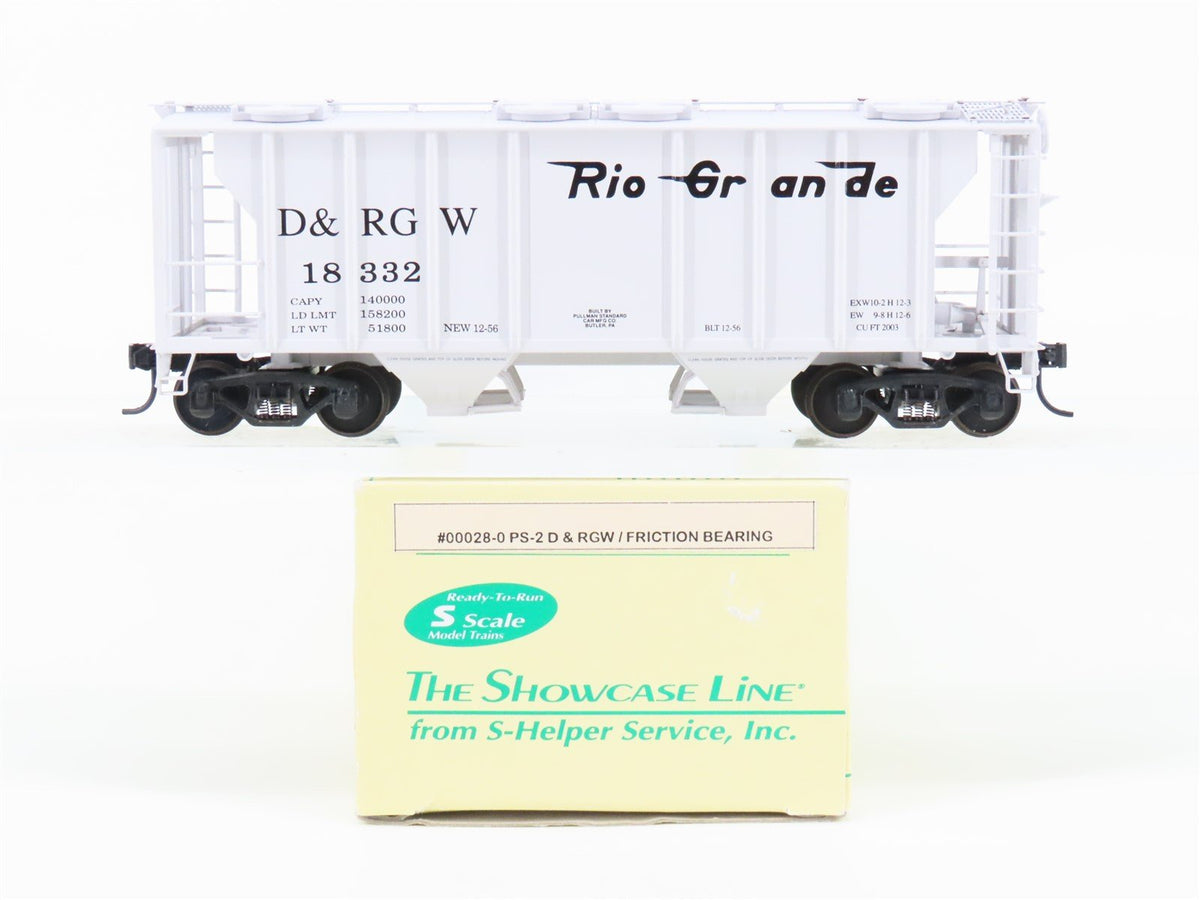 Rio Grande
D& RGW
18332
CAPY 140000
LD LMT 158200
LT WT 51800 NEW 12-56
BUILT BY
PULLMAN STANDARD
CAR MFG CO
BUTLER, PA
BLT 12-56
EXW10-2 H 12-3
EW 9-8 H 12-6
CU FT 2003
#00028-0 PS-2 D & RGW / FRICTION BEARING
Ready-To-Run
S Scale
Model Trains
THE SHOWCASE LINE®
from S-Helper Service, Inc.